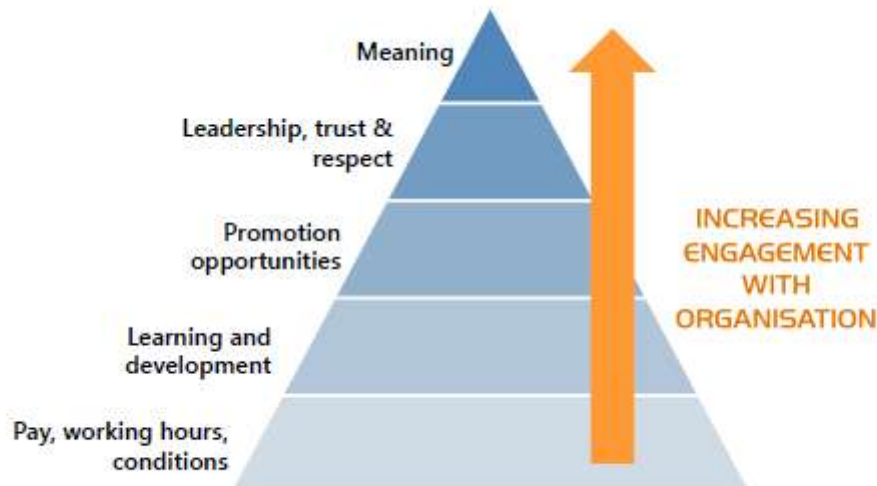 Meaning
Leadership, trust &
respect
Promotion
opportunities
Learning and
development
Pay, working hours,
conditions
INCREASING
ENGAGEMENT
WITH
ORGANISATION